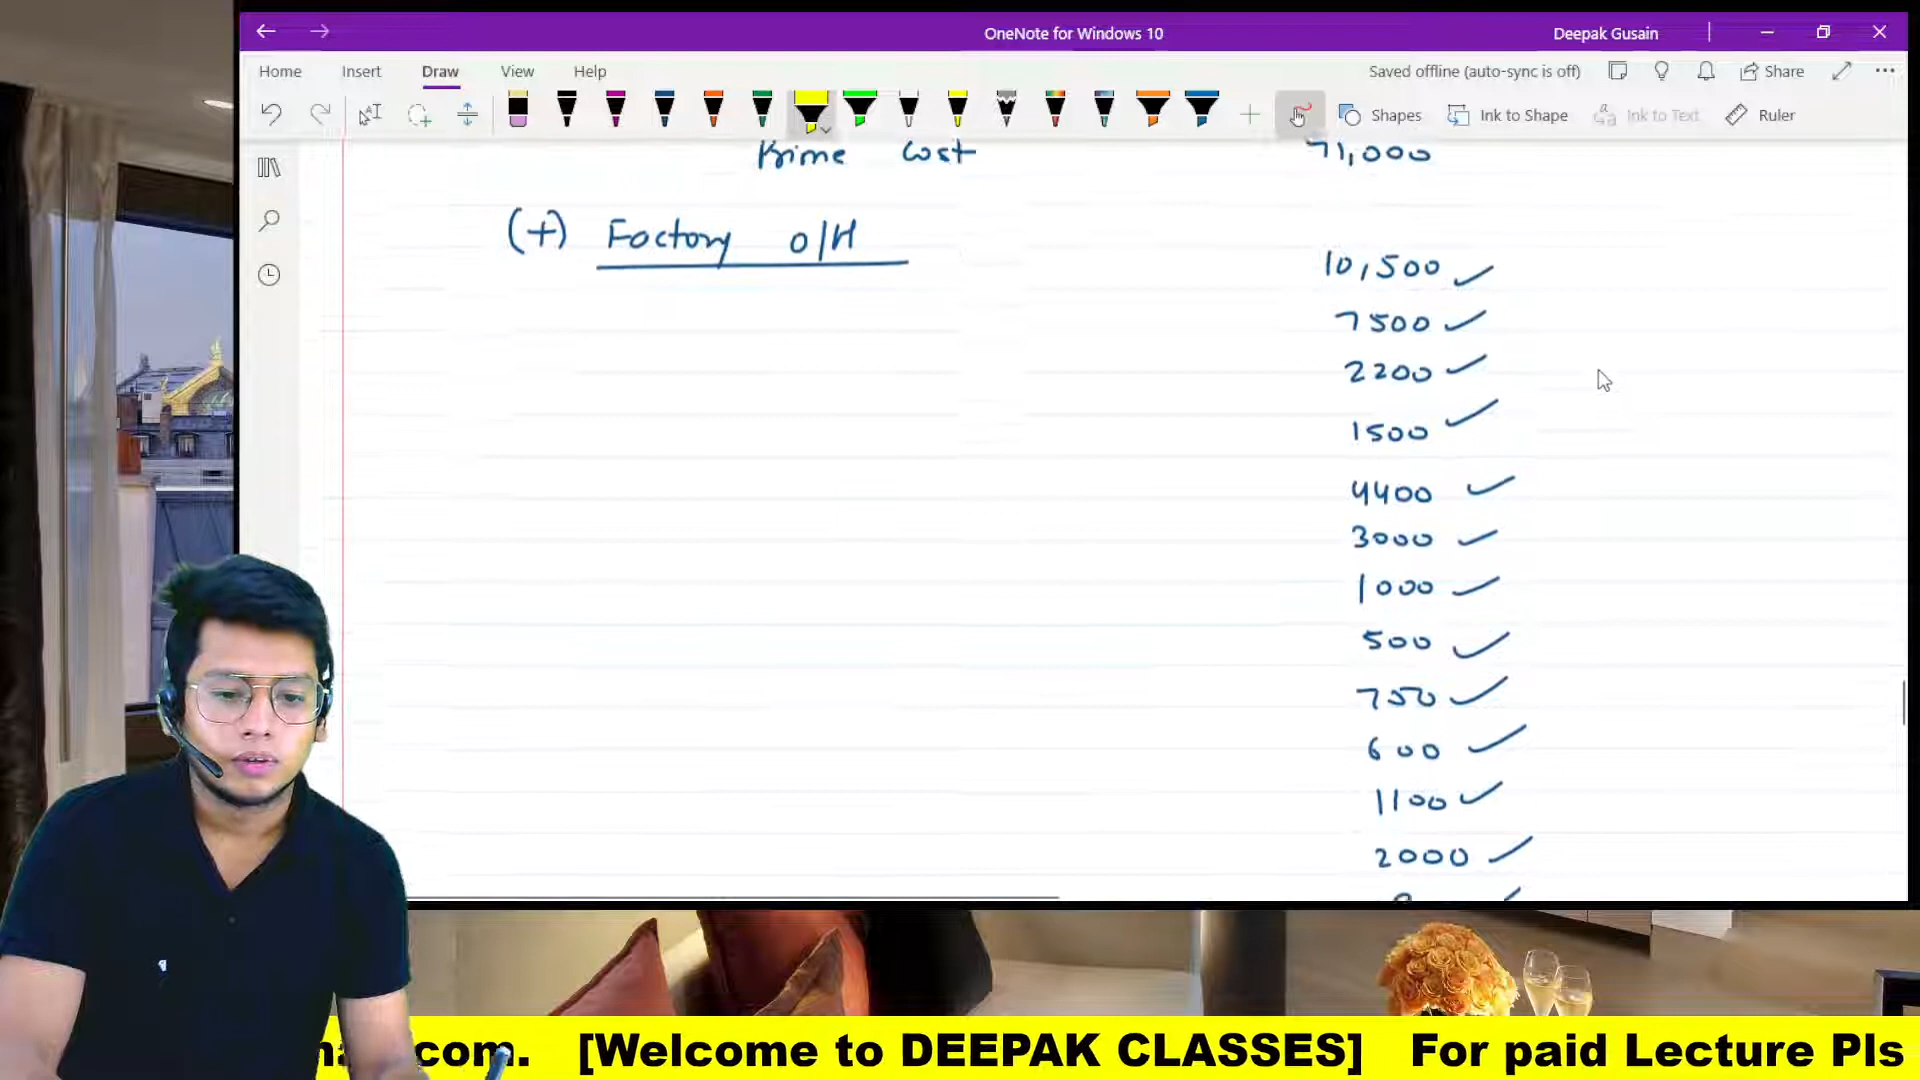 OneNote for Windows 10
Deepak Gusain
Home Insert Draw View Help
Saved offline (auto-sync is off)
Share
Shapes
Ink to Shape
Ink to Text
Ruler
Prime Cost 71,000
(+) Factory O/H
10,500
7500
2200
1500
4400
3000
1000
500
750
600
1100
2000
com. [Welcome to DEEPAK CLASSES] For paid Lecture Pls